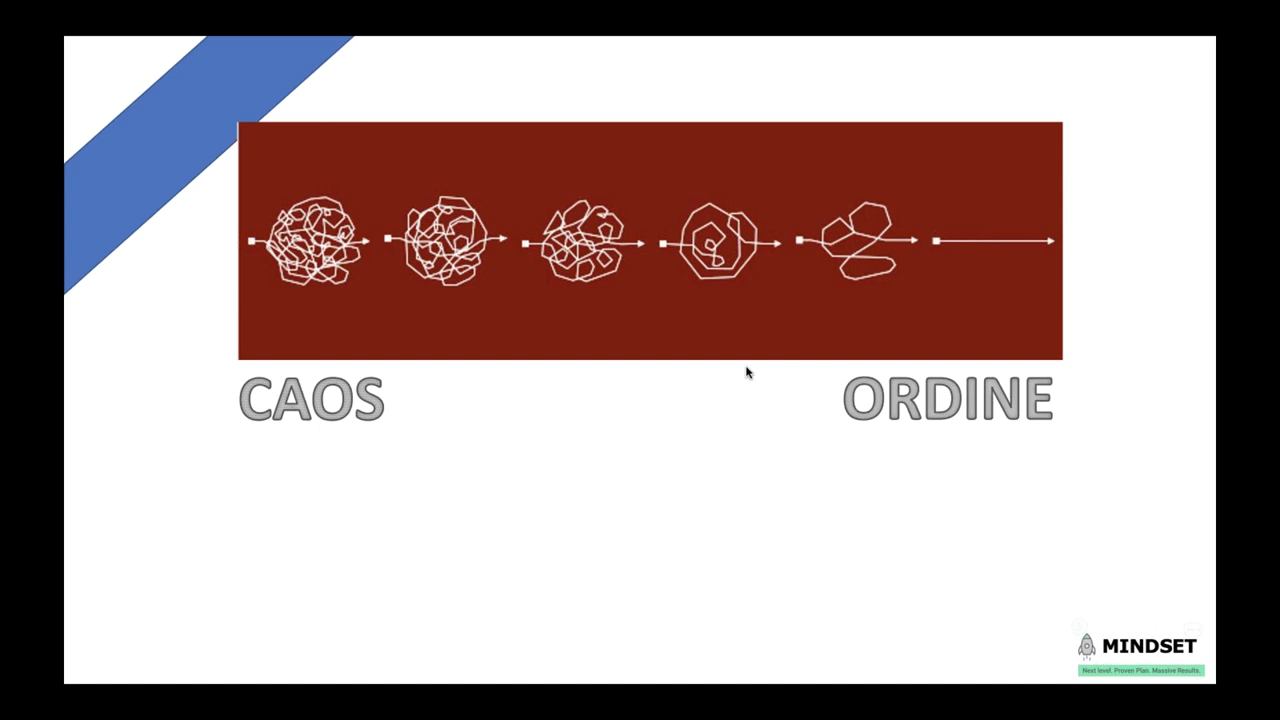 CAOS
ORDINE
MINDSET
Next level. Proven Plan. Massive Results.